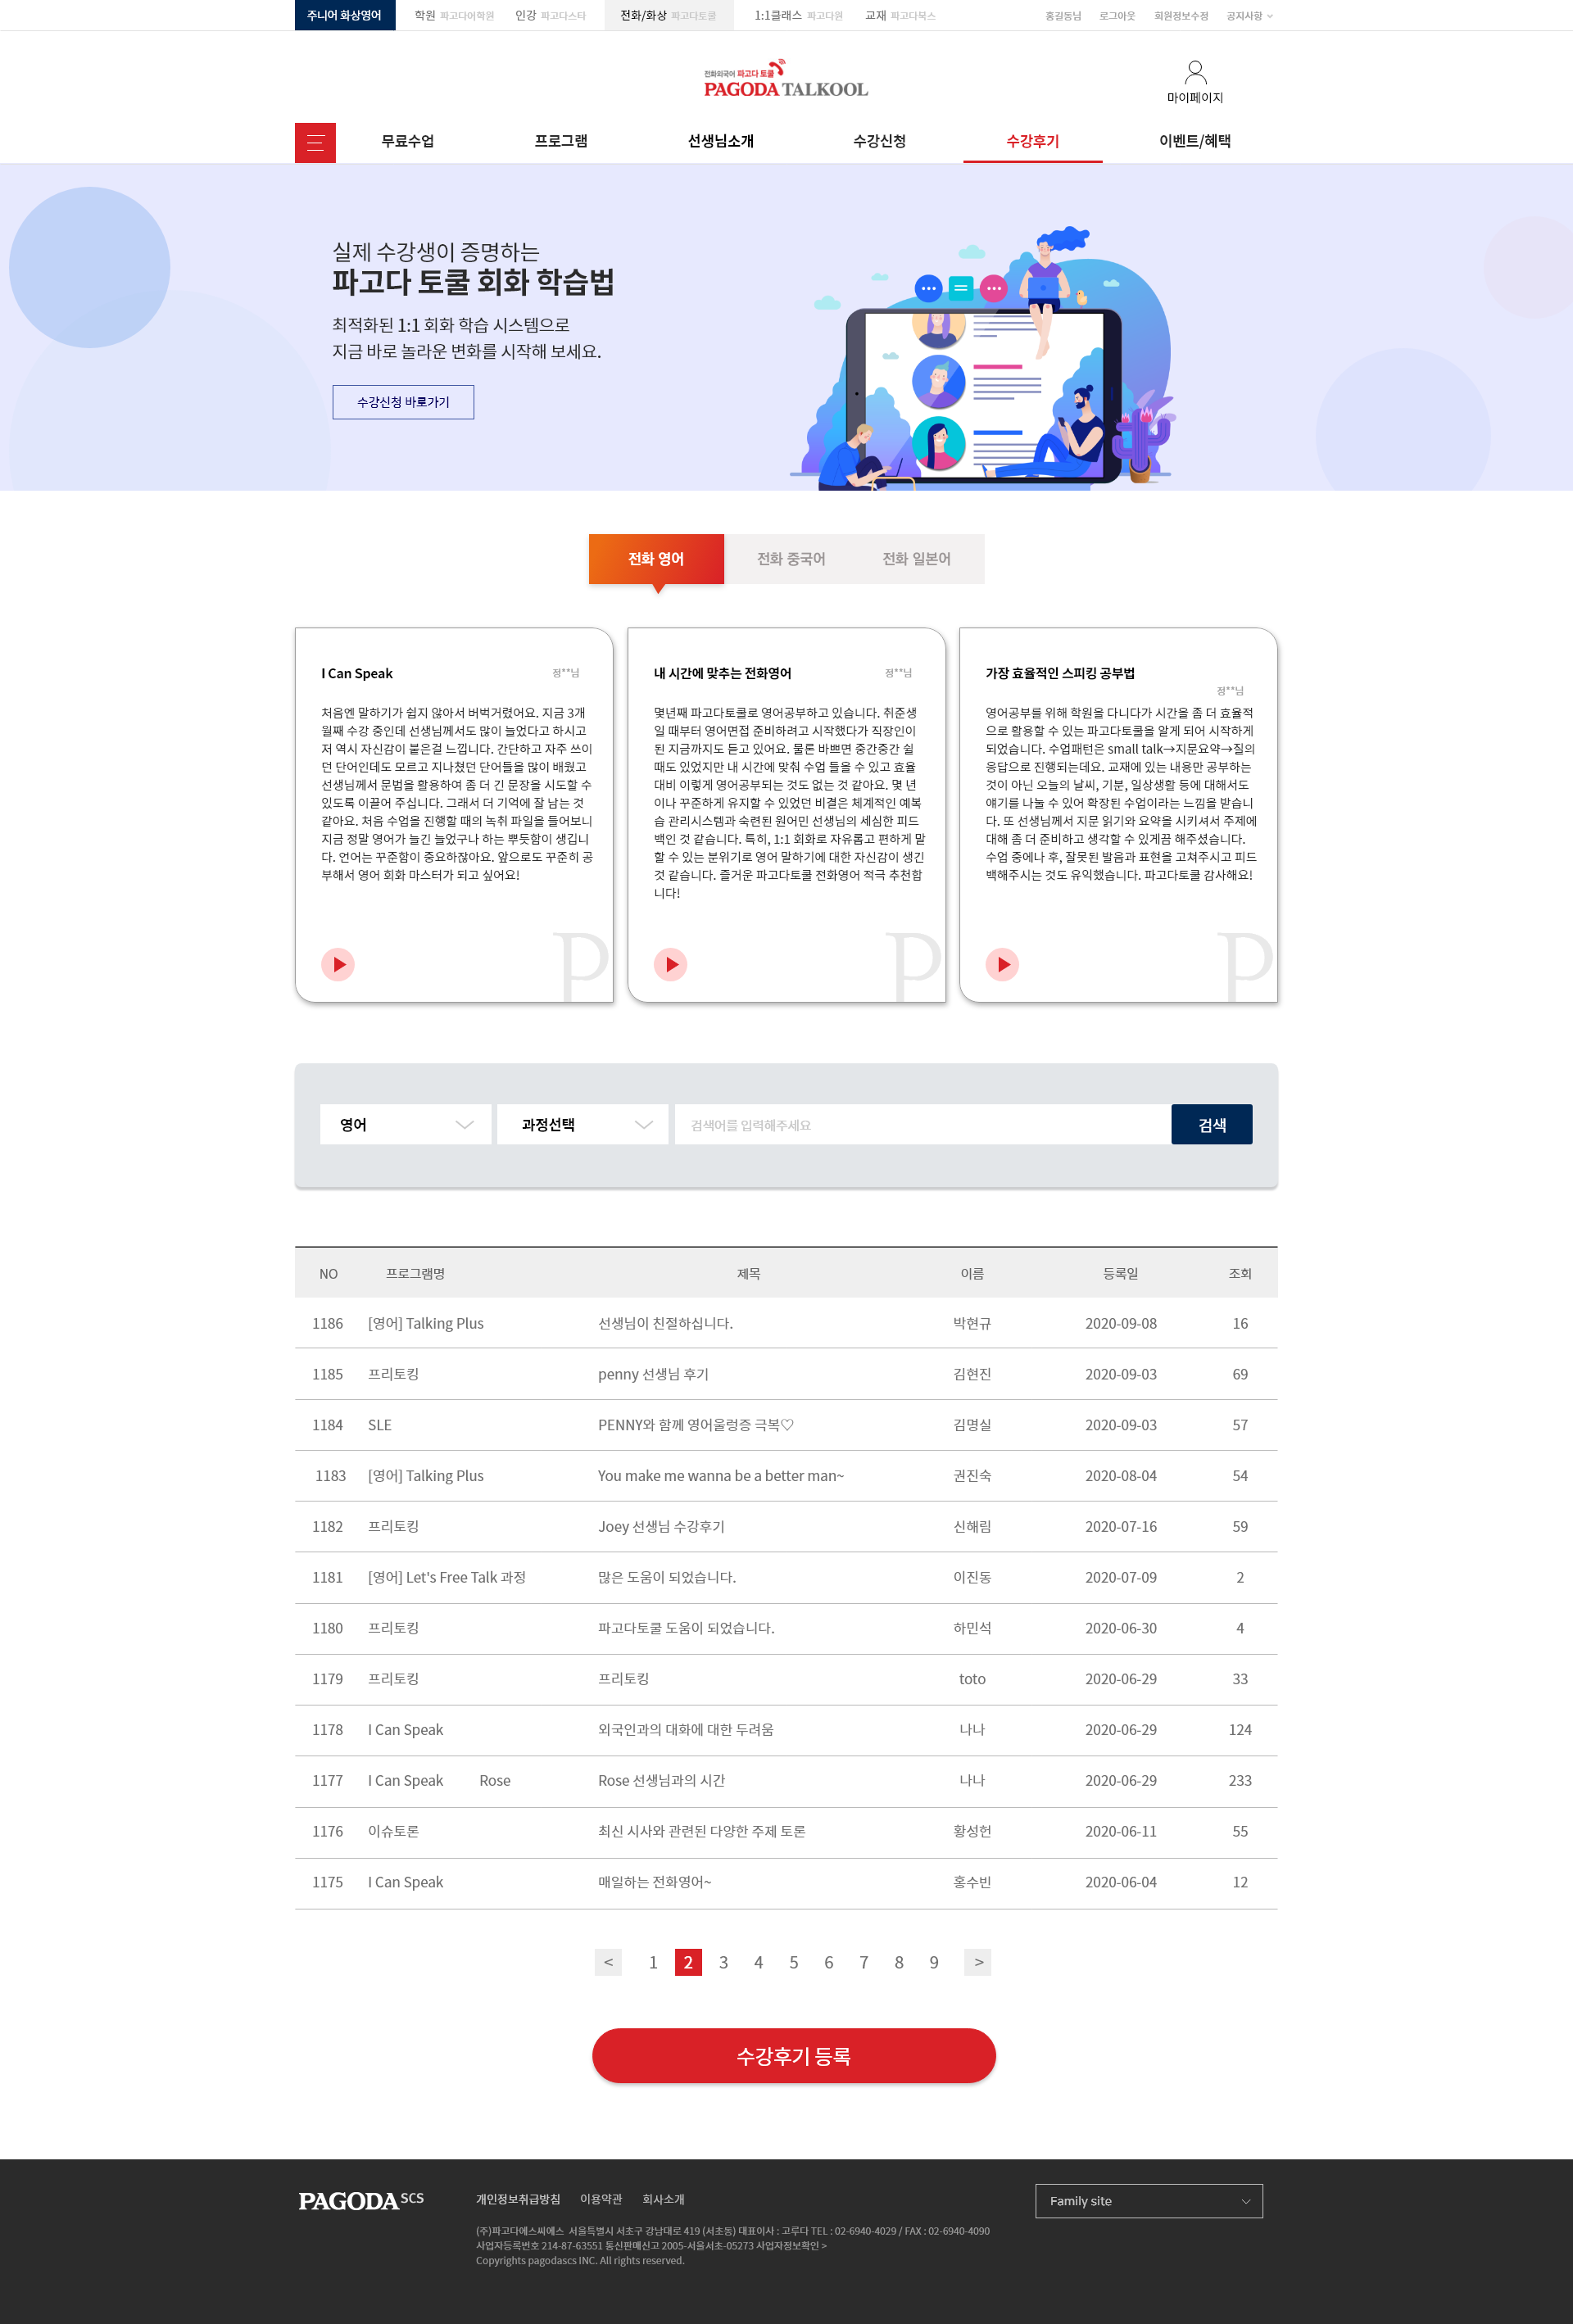 주니어 화상영어 학원 파고다어학원 인강 파고다스타 전화/화상 파고다토쿨 1:1클래스 파고다원 교재 파고다북스 홍길동님 로그아웃 회원정보수정 공지사항
전화외국어 파고다 토쿨
PAGODA TALKOOL
마이페이지
무료수업 프로그램 선생님소개 수강신청 수강후기 이벤트/혜택
실제 수강생이 증명하는
파고다 토쿨 회화 학습법
최적화된 1:1 회화 학습 시스템으로
지금 바로 놀라운 변화를 시작해 보세요.
수강신청 바로가기
전화 영어 전화 중국어 전화 일본어
I Can Speak 정**님
처음엔 말하기가 쉽지 않아서 버벅거렸어요. 지금 3개
월째 수강 중인데 선생님께서도 많이 늘었다고 하시고
저 역시 자신감이 붙은걸 느낍니다. 간단하고 자주 쓰이
던 단어인데도 모르고 지나쳤던 단어들을 많이 배웠고
선생님께서 문법을 활용하여 좀 더 긴 문장을 시도할 수
있도록 이끌어 주십니다. 그래서 더 기억에 잘 남는 것
같아요. 처음 수업을 진행할 때의 녹취 파일을 들어보니
지금 정말 영어가 늘긴 늘었구나 하는 뿌듯함이 생깁니
다. 언어는 꾸준함이 중요하잖아요. 앞으로도 꾸준히 공
부해서 영어 회화 마스터가 되고 싶어요!
P
내 시간에 맞추는 전화영어 정**님
몇년째 파고다토쿨로 영어공부하고 있습니다. 취준생
일 때부터 영어면접 준비하려고 시작했다가 직장인이
된 지금까지도 듣고 있어요. 물론 바쁘면 중간중간 쉴
때도 있었지만 내 시간에 맞춰 수업 들을 수 있고 효율
대비 이렇게 영어공부되는 것도 없는 것 같아요. 몇 년
이나 꾸준하게 유지할 수 있었던 비결은 체계적인 예복
습 관리시스템과 숙련된 원어민 선생님의 세심한 피드
백인 것 같습니다. 특히, 1:1 회화로 자유롭고 편하게 말
할 수 있는 분위기로 영어 말하기에 대한 자신감이 생긴
것 같습니다. 즐거운 파고다토쿨 전화영어 적극 추천합
니다!
P
가장 효율적인 스피킹 공부법
정**님
영어공부를 위해 학원을 다니다가 시간을 좀 더 효율적
으로 활용할 수 있는 파고다토쿨을 알게 되어 시작하게
되었습니다. 수업패턴은 small talk→지문요약→질의
응답으로 진행되는데요. 교재에 있는 내용만 공부하는
것이 아닌 오늘의 날씨, 기분, 일상생활 등에 대해서도
얘기를 나눌 수 있어 확장된 수업이라는 느낌을 받습니
다. 또 선생님께서 지문 읽기와 요약을 시키셔서 주제에
대해 좀 더 준비하고 생각할 수 있게끔 해주셨습니다.
수업 중에나 후, 잘못된 발음과 표현을 고쳐주시고 피드
백해주시는 것도 유익했습니다. 파고다토쿨 감사해요!
P
영어 과정선택 검색어를 입력해주세요 검색
NO 프로그램명 제목 이름 등록일 조회
1186 [영어] Talking Plus 선생님이 친절하십니다. 박현규 2020-09-08 16
1185 프리토킹 penny 선생님 후기 김현진 2020-09-03 69
1184 SLE PENNY와 함께 영어울렁증 극복♡ 김명실 2020-09-03 57
1183 [영어] Talking Plus You make me wanna be a better man~ 권진숙 2020-08-04 54
1182 프리토킹 Joey 선생님 수강후기 신해림 2020-07-16 59
1181 [영어] Let's Free Talk 과정 많은 도움이 되었습니다. 이진동 2020-07-09 2
1180 프리토킹 파고다토쿨 도움이 되었습니다. 하민석 2020-06-30 4
1179 프리토킹 프리토킹 toto 2020-06-29 33
1178 I Can Speak 외국인과의 대화에 대한 두려움 나나 2020-06-29 124
1177 I Can Speak Rose Rose 선생님과의 시간 나나 2020-06-29 233
1176 이슈토론 최신 시사와 관련된 다양한 주제 토론 황성헌 2020-06-11 55
1175 I Can Speak 매일하는 전화영어~ 홍수빈 2020-06-04 12
< 1 2 3 4 5 6 7 8 9 >
수강후기 등록
PAGODA SCS 개인정보취급방침 이용약관 회사소개 Family site
(주)파고다에스씨에스 서울특별시 서초구 강남대로 419 (서초동) 대표이사 : 고루다 TEL : 02-6940-4029 / FAX : 02-6940-4090
사업자등록번호 214-87-63551 통신판매신고 2005-서울서초-05273 사업자정보확인 >
Copyrights pagodascs INC. All rights reserved.